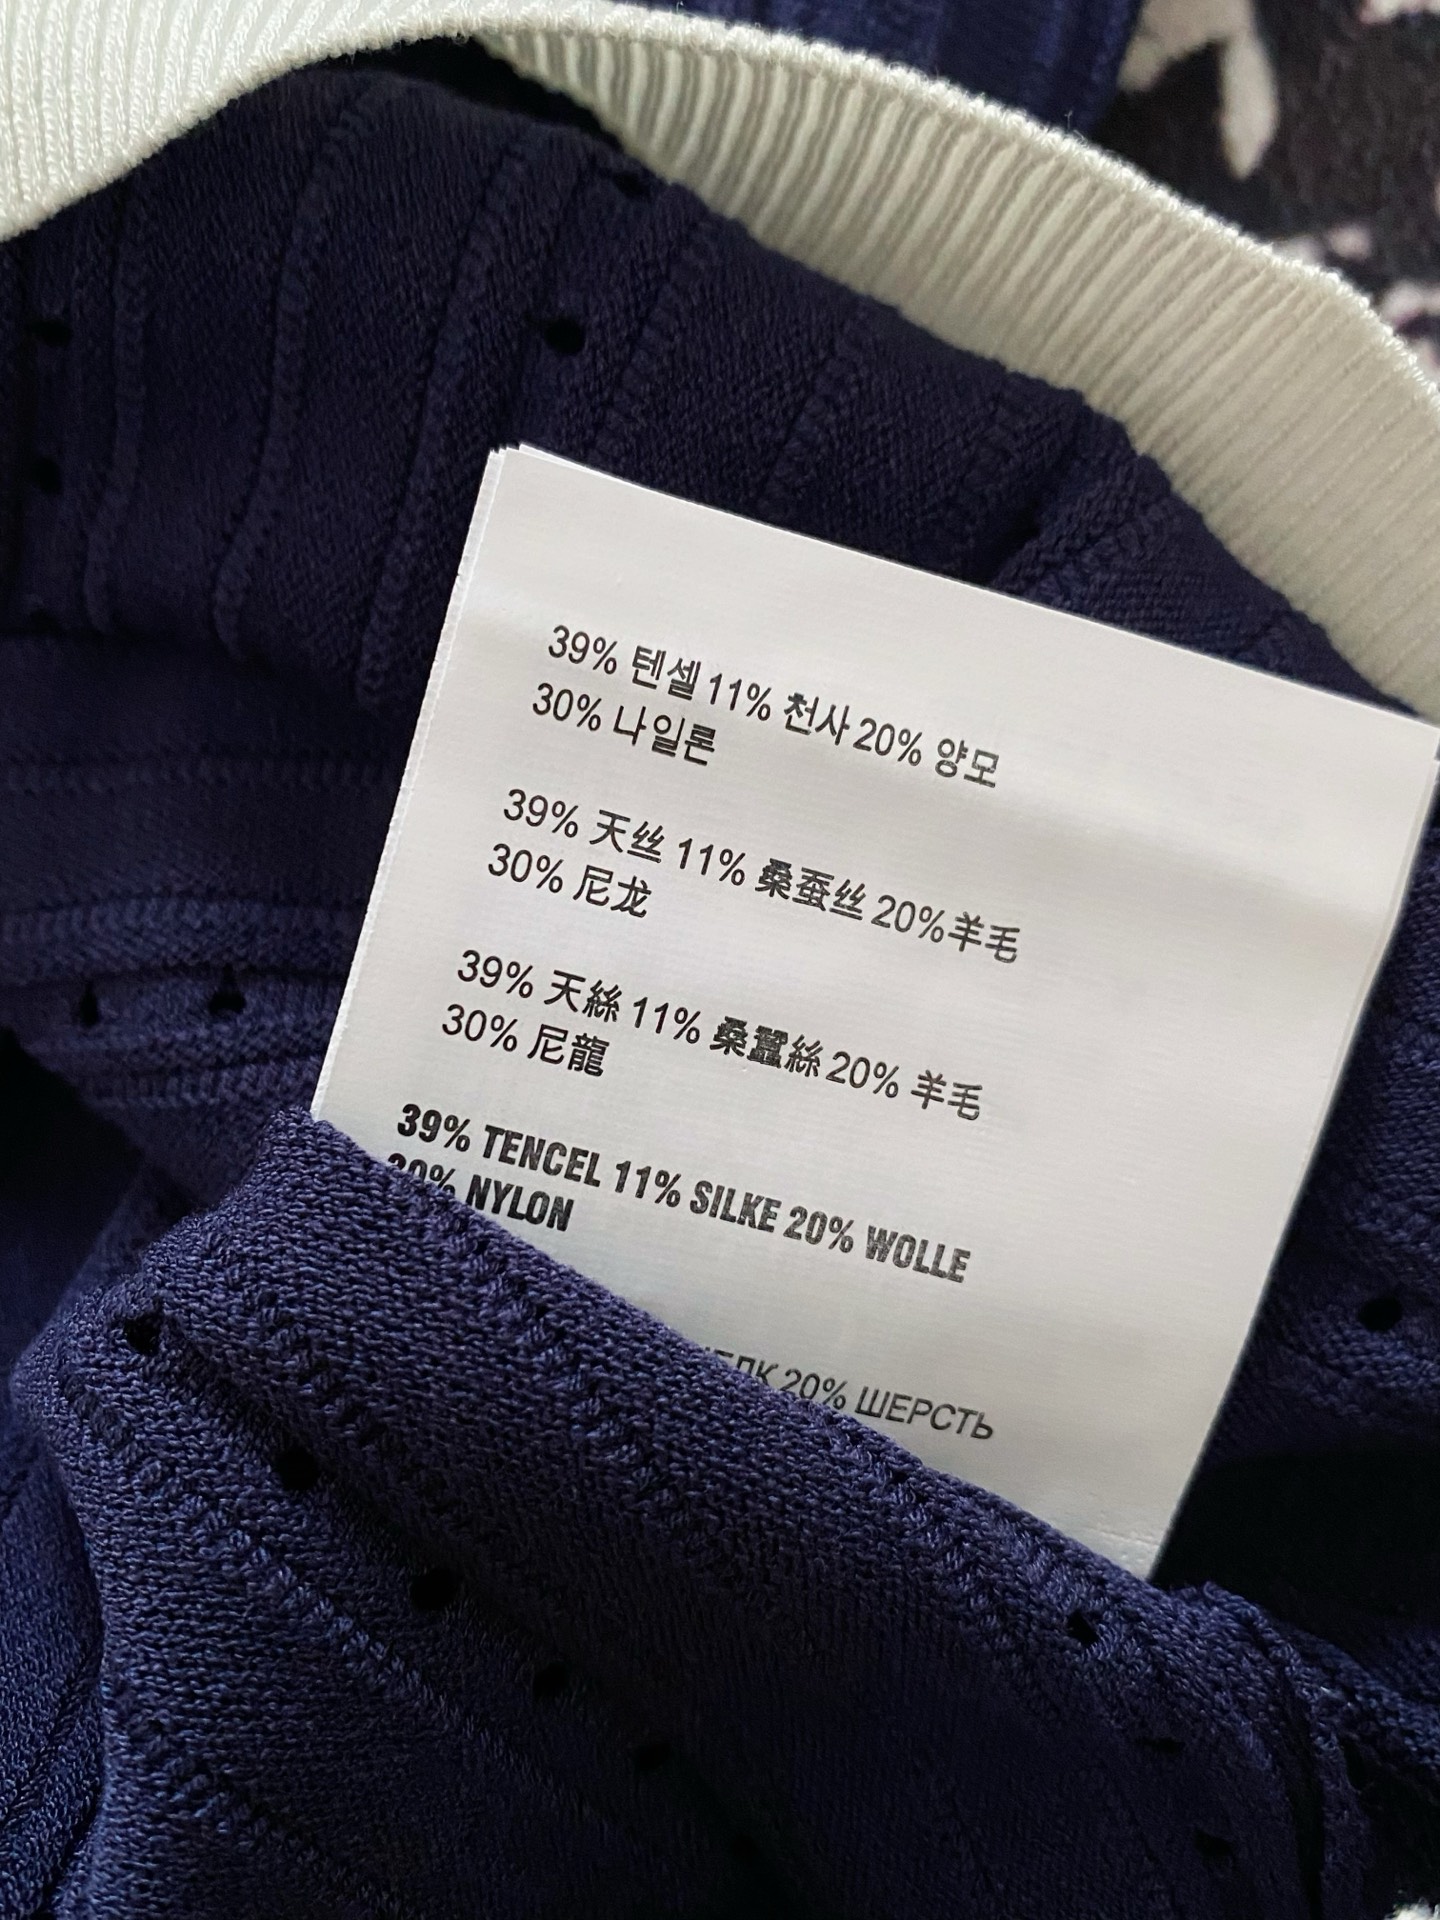 39% 텐셀 11% 천사 20% 양모
30% 나일론
39% 天丝 11% 桑蚕丝 20% 羊毛
30% 尼龙
39% 天絲 11% 桑蠶絲 20% 羊毛
30% 尼龍
39% TENCEL 11% SILKE 20% WOLLE
30% NYLON
20% ШЕРСТЬ